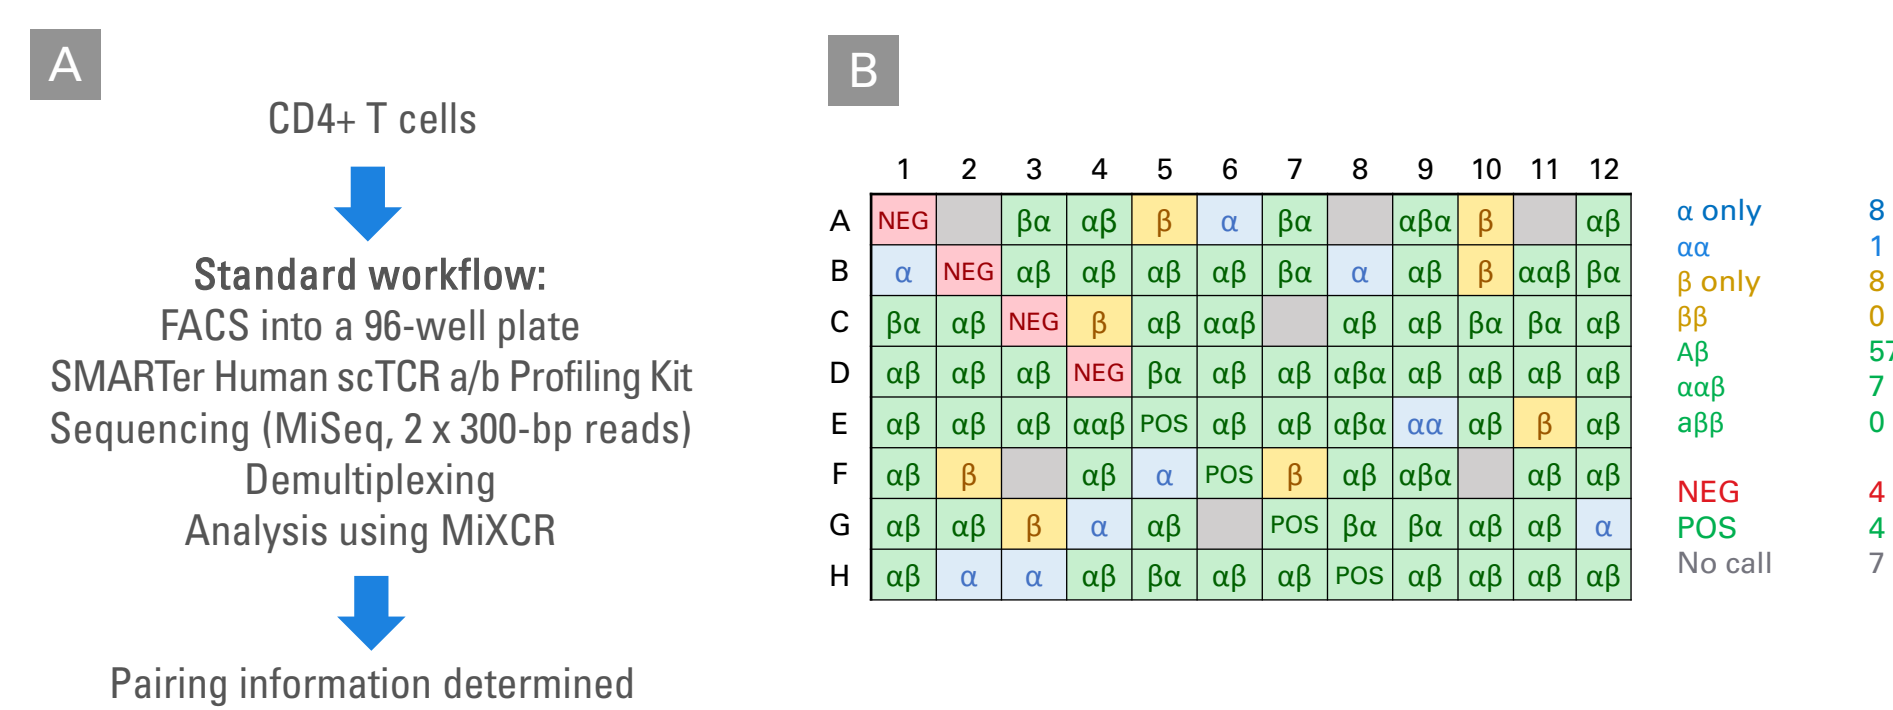 A
CD4+ T cells
Standard workflow:
FACS into a 96-well plate
SMARTer Human scTCR a/b Profiling Kit
Sequencing (MiSeq, 2 x 300-bp reads)
Demultiplexing
Analysis using MiXCR
Pairing information determined
B
1 2 3 4 5 6 7 8 9 10 11 12
A NEG βα αβ β α βα αβα β αβ
B α NEG αβ αβ αβ αβ βα α αβ β ααβ βα
C βα αβ NEG β αβ ααβ αβ αβ βα βα αβ
D αβ αβ αβ NEG βα αβ αβ αβα αβ αβ αβ αβ
E αβ αβ αβ ααβ POS αβ αβ αβα αα αβ β αβ
F αβ β αβ α POS β αβ αβα αβ αβ
G αβ αβ β α αβ POS βα βα αβ αβ α
H αβ α α αβ βα αβ αβ POS αβ αβ αβ αβ
α only 8
αα 1
β only 8
ββ 0
Aβ 57
ααβ 7
aββ 0
NEG 4
POS 4
No call 7